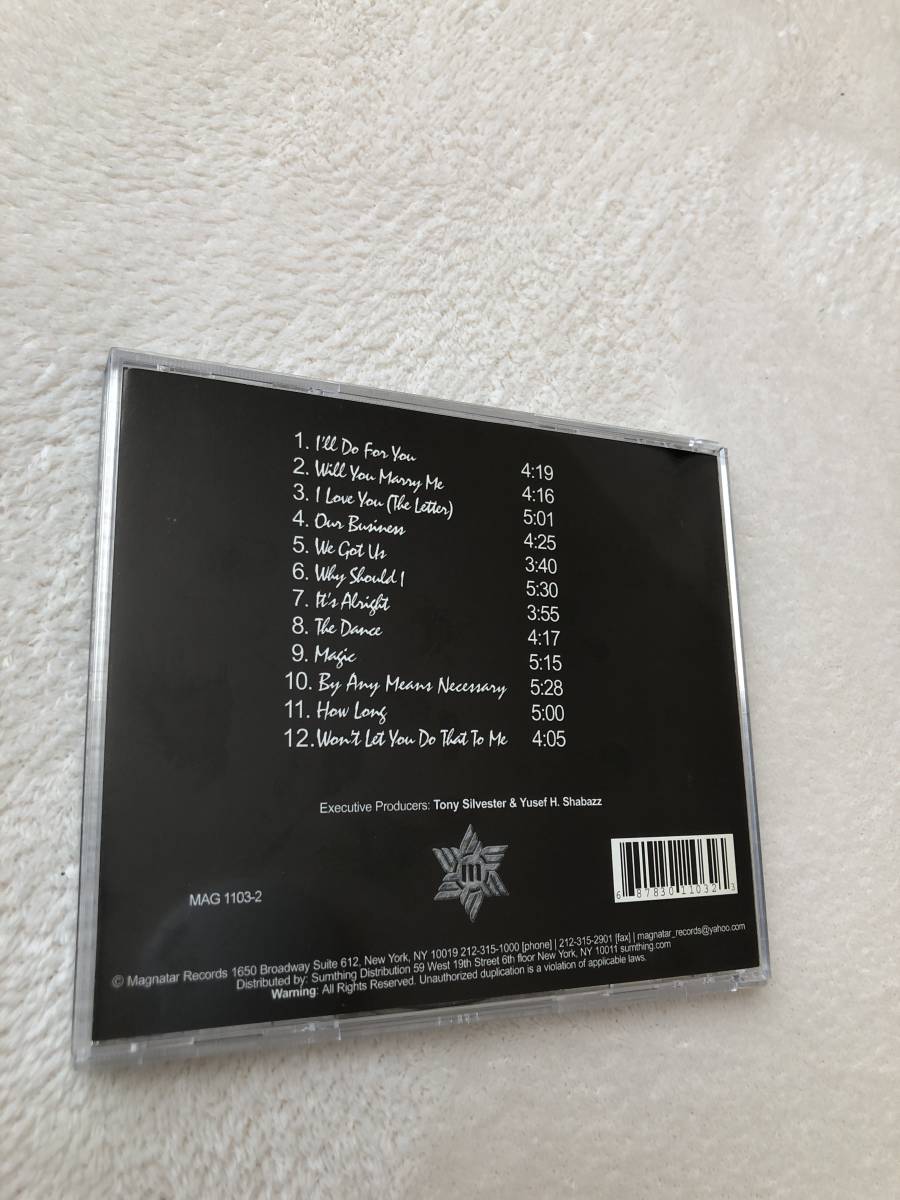 1. I'll Do For You 4:19
2. Will You Marry Me 4:16
3. I Love You (The Letter) 5:01
4. Our Business 4:25
5. We Got Us 3:40
6. Why Should I 5:30
7. It's Alright 3:55
8. The Dance 4:17
9. Magic 5:15
10. By Any Means Necessary 5:28
11. How Long 5:00
12. Won't Let You Do That To Me 4:05
Executive Producers: Tony Silvester & Yusef H. Shabazz
m
MAG 1103-2
6 87830 11032 3
© Magnatar Records 1650 Broadway Suite 612, New York, NY 10019 212-315-1000 [phone] | 212-315-2901 [fax] | magnatar_records@yahoo.com
Distributed by: Sumthing Distribution 59 West 19th Street 6th floor New York, NY 10011 sumthing.com
Warning: All Rights Reserved. Unauthorized duplication is a violation of applicable laws.